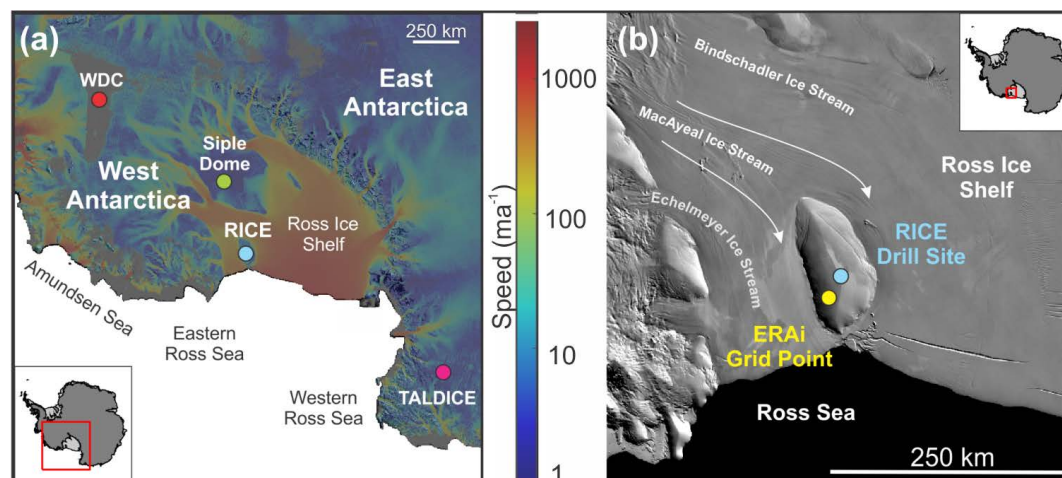 (a)
250 km
WDC
East
Antarctica
Siple
Dome
West
Antarctica
RICE
Ross Ice
Shelf
Amundsen Sea
Eastern
Ross Sea
Western
Ross Sea
TALDICE
Speed (ma⁻¹)
1000
100
10
1
(b)
Bindschadler Ice Stream
MacAyeal Ice Stream
Echelmeyer Ice Stream
Ross Ice
Shelf
RICE
Drill Site
ERAi
Grid Point
Ross Sea
250 km